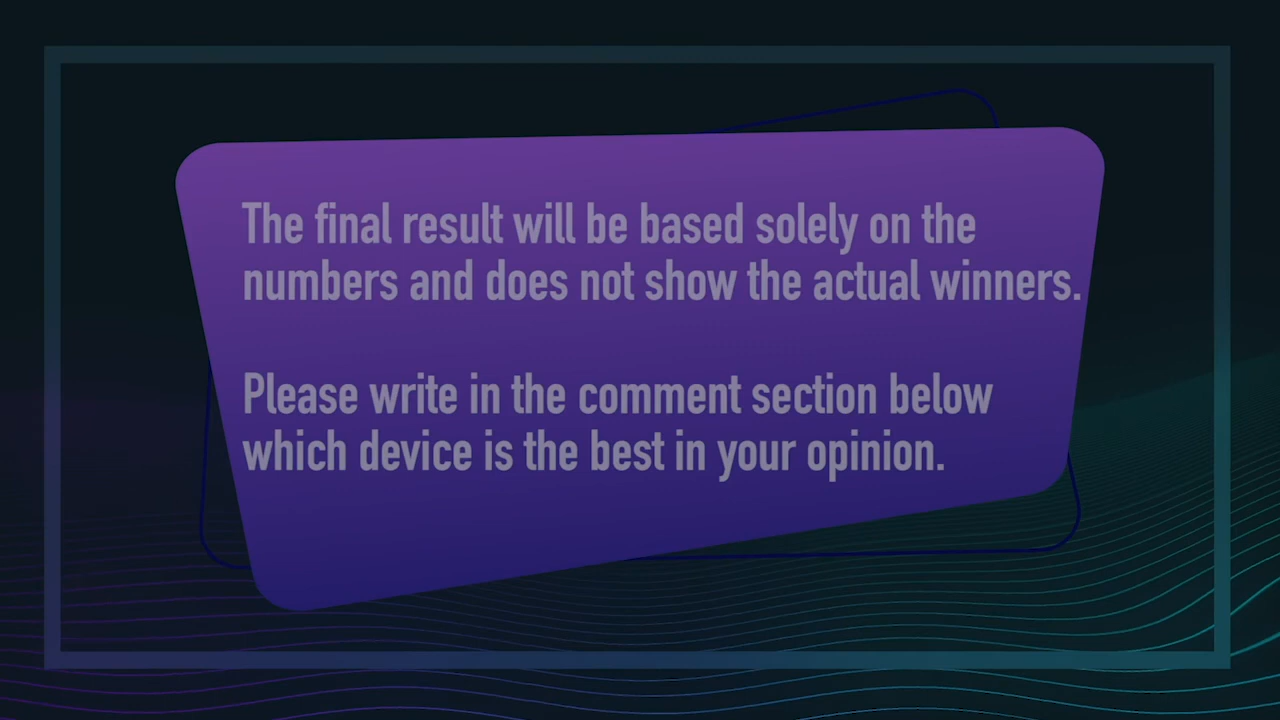 The final result will be based solely on the
numbers and does not show the actual winners.
Please write in the comment section below
which device is the best in your opinion.